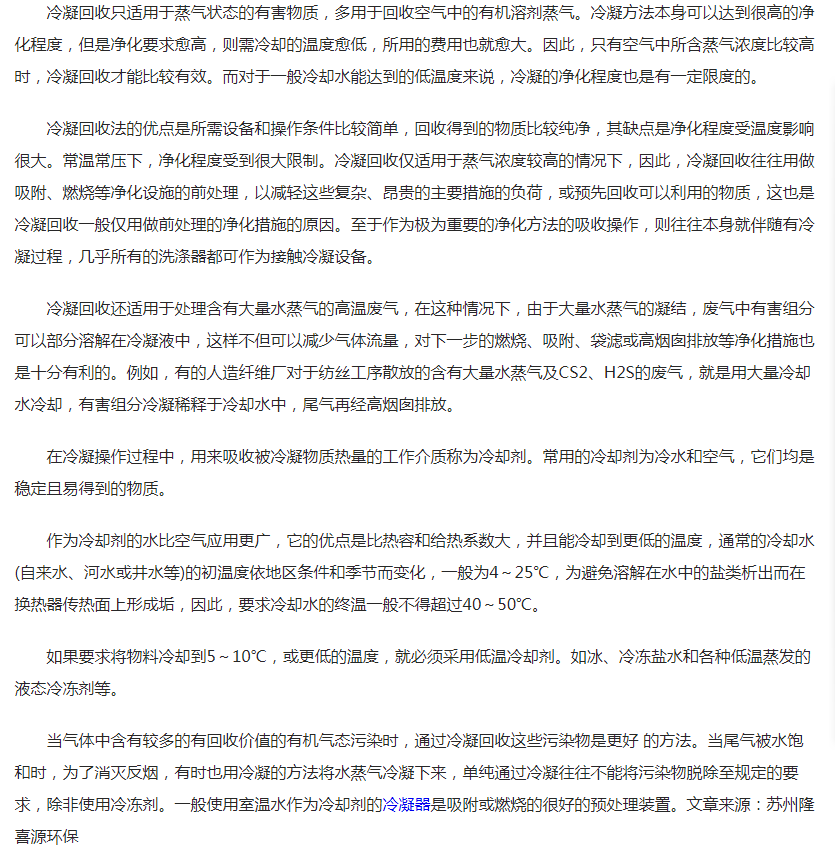 冷凝回收只适用于蒸气状态的有害物质，多用于回收空气中的有机溶剂蒸气。冷凝方法本身可以达到很高的净
化程度，但是净化要求愈高，则需冷却的温度愈低，所用的费用也就愈大。因此，只有空气中所含蒸气浓度比较高
时，冷凝回收才能比较有效。而对于一般冷却水能达到的低温度来说，冷凝的净化程度也是有一定限度的。
冷凝回收法的优点是所需设备和操作条件比较简单，回收得到的物质比较纯净，其缺点是净化程度受温度影响
很大。常温常压下，净化程度受到很大限制。冷凝回收仅适用于蒸气浓度较高的情况下，因此，冷凝回收往往用做
吸附、燃烧等净化设施的前处理，以减轻这些复杂、昂贵的主要措施的负荷，或预先回收可以利用的物质，这也是
冷凝回收一般仅用做前处理的净化措施的原因。至于作为极为重要的净化方法的吸收操作，则往往本身就伴随有冷
凝过程，几乎所有的洗涤器都可作为接触冷凝设备。
冷凝回收还适用于处理含有大量水蒸气的高温废气，在这种情况下，由于大量水蒸气的凝结，废气中有害组分
可以部分溶解在冷凝液中，这样不但可以减少气体流量，对下一步的燃烧、吸附、袋滤或高烟囱排放等净化措施也
是十分有利的。例如，有的人造纤维厂对于纺丝工序散放的含有大量水蒸气及CS2、H2S的废气，就是用大量冷却
水冷却，有害组分冷凝稀释于冷却水中，尾气再经高烟囱排放。
在冷凝操作过程中，用来吸收被冷凝物质热量的工作介质称为冷却剂。常用的冷却剂为冷水和空气，它们均是
稳定且易得到的物质。
作为冷却剂的水比空气应用更广，它的优点是比热容和给热系数大，并且能冷却到更低的温度，通常的冷却水
(自来水、河水或井水等)的初温度依地区条件和季节而变化，一般为4～25℃，为避免溶解在水中的盐类析出而在
换热器传热面上形成垢，因此，要求冷却水的终温一般不得超过40～50℃。
如果要求将物料冷却到5～10℃，或更低的温度，就必须采用低温冷却剂。如冰、冷冻盐水和各种低温蒸发的
液态冷冻剂等。
当气体中含有较多的有回收价值的有机气态污染时，通过冷凝回收这些污染物是更好 的方法。当尾气被水饱
和时，为了消灭反烟，有时也用冷凝的方法将水蒸气冷凝下来，单纯通过冷凝往往不能将污染物脱除至规定的要
求，除非使用冷冻剂。一般使用室温水作为冷却剂的冷凝器是吸附或燃烧的很好的预处理装置。文章来源：苏州隆
喜源环保